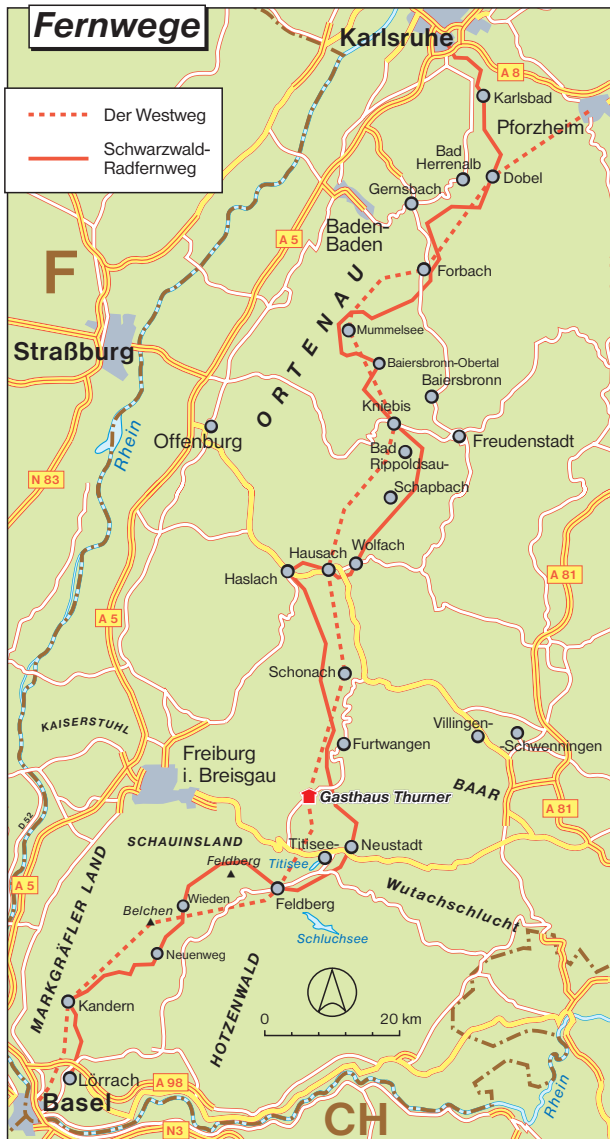 Fernwege
Der Westweg
Schwarzwald-
Radfernweg
Karlsruhe
A 8
Karlsbad
Pforzheim
Bad
Herrenalb
Dobel
Gernsbach
Baden-
Baden
A 5
F
Forbach
ORTENAU
Mummelsee
Straßburg
Baiersbronn-Obertal
Baiersbronn
Kniebis
Offenburg
Freudenstadt
Rhein
Bad
Rippoldsau-
Schapbach
N 83
Wolfach
Hausach
Haslach
A 81
A 5
Schonach
KAISERSTUHL
Villingen-
-Schwenningen
Furtwangen
Freiburg
i. Breisgau
BAAR
Gasthaus Thurner
A 81
D 52
SCHAUINSLAND
Titisee-
Neustadt
Feldberg
Titisee
A 5
MARKGRÄFLER LAND
Wieden
Feldberg
Wutachschlucht
Belchen
Schluchsee
Neuenweg
HOTZENWALD
Kandern
0
20 km
Lörrach
A 98
Basel
Rhein
N3
CH